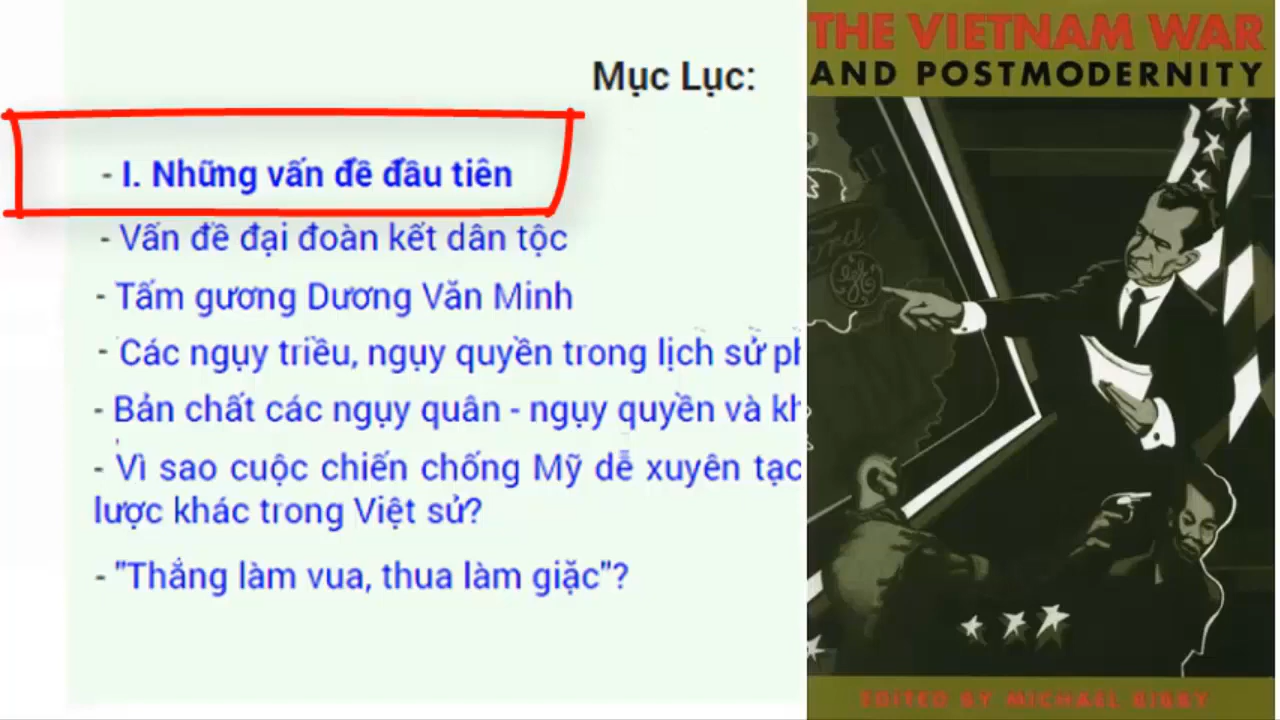 Mục Lục:
- I. Những vấn đề đầu tiên
- Vấn đề đại đoàn kết dân tộc
- Tấm gương Dương Văn Minh
- Các ngụy triều, ngụy quyền trong lịch sử
- Bản chất các ngụy quân - ngụy quyền và
- Vì sao cuộc chiến chống Mỹ dễ xuyên tạc
lược khác trong Việt sử?
- "Thắng làm vua, thua làm giặc"?
THE VIETNAM WAR
AND POSTMODERNITY
Ford
GE
EDITED BY MICHAEL BIBBY